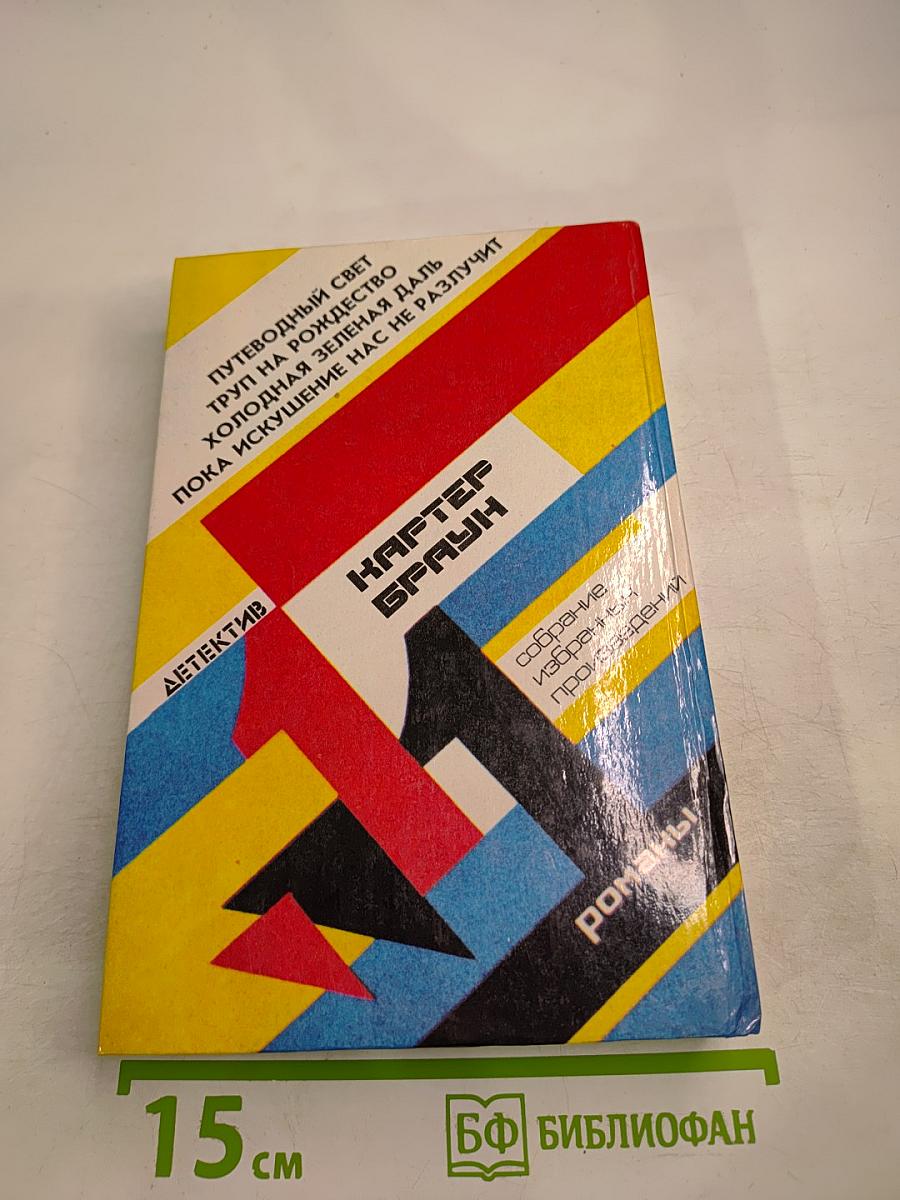 ПУТЕВОДНЫЙ СВЕТ
ТРУП НА РОЖДЕСТВО
ХОЛОДНАЯ ЗЕЛЕНАЯ ДАЛЬ
ПОКА ИСКУШЕНИЕ НАС НЕ РАЗЛУЧИТ
КАРТЕР
БРАУН
ДЕТЕКТИВ
собрание
избранных
произведений
романы
15 см
БФ БИБЛИОФАН